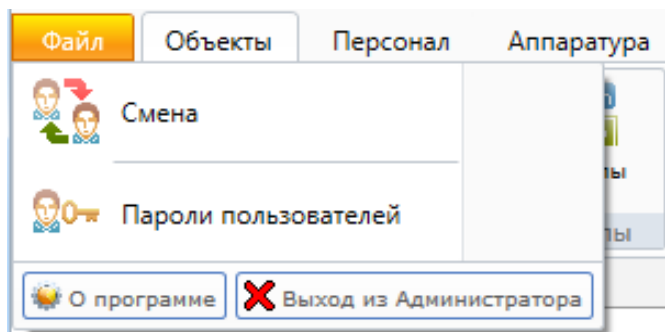 Файл Объекты Персонал Аппаратура
Смена
Пароли пользователей
О программе Выход из Администратора